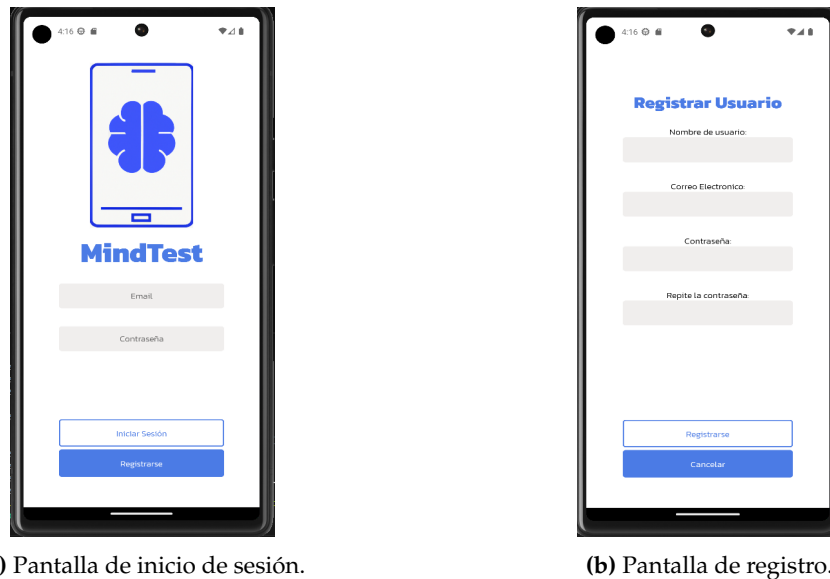 4:16
MindTest
Email
Contraseña
Iniciar Sesión
Registrarse
) Pantalla de inicio de sesión.
4:16
Registrar Usuario
Nombre de usuario:
Correo Electronico:
Contraseña:
Repite la contraseña:
Registrarse
Cancelar
(b) Pantalla de registro.